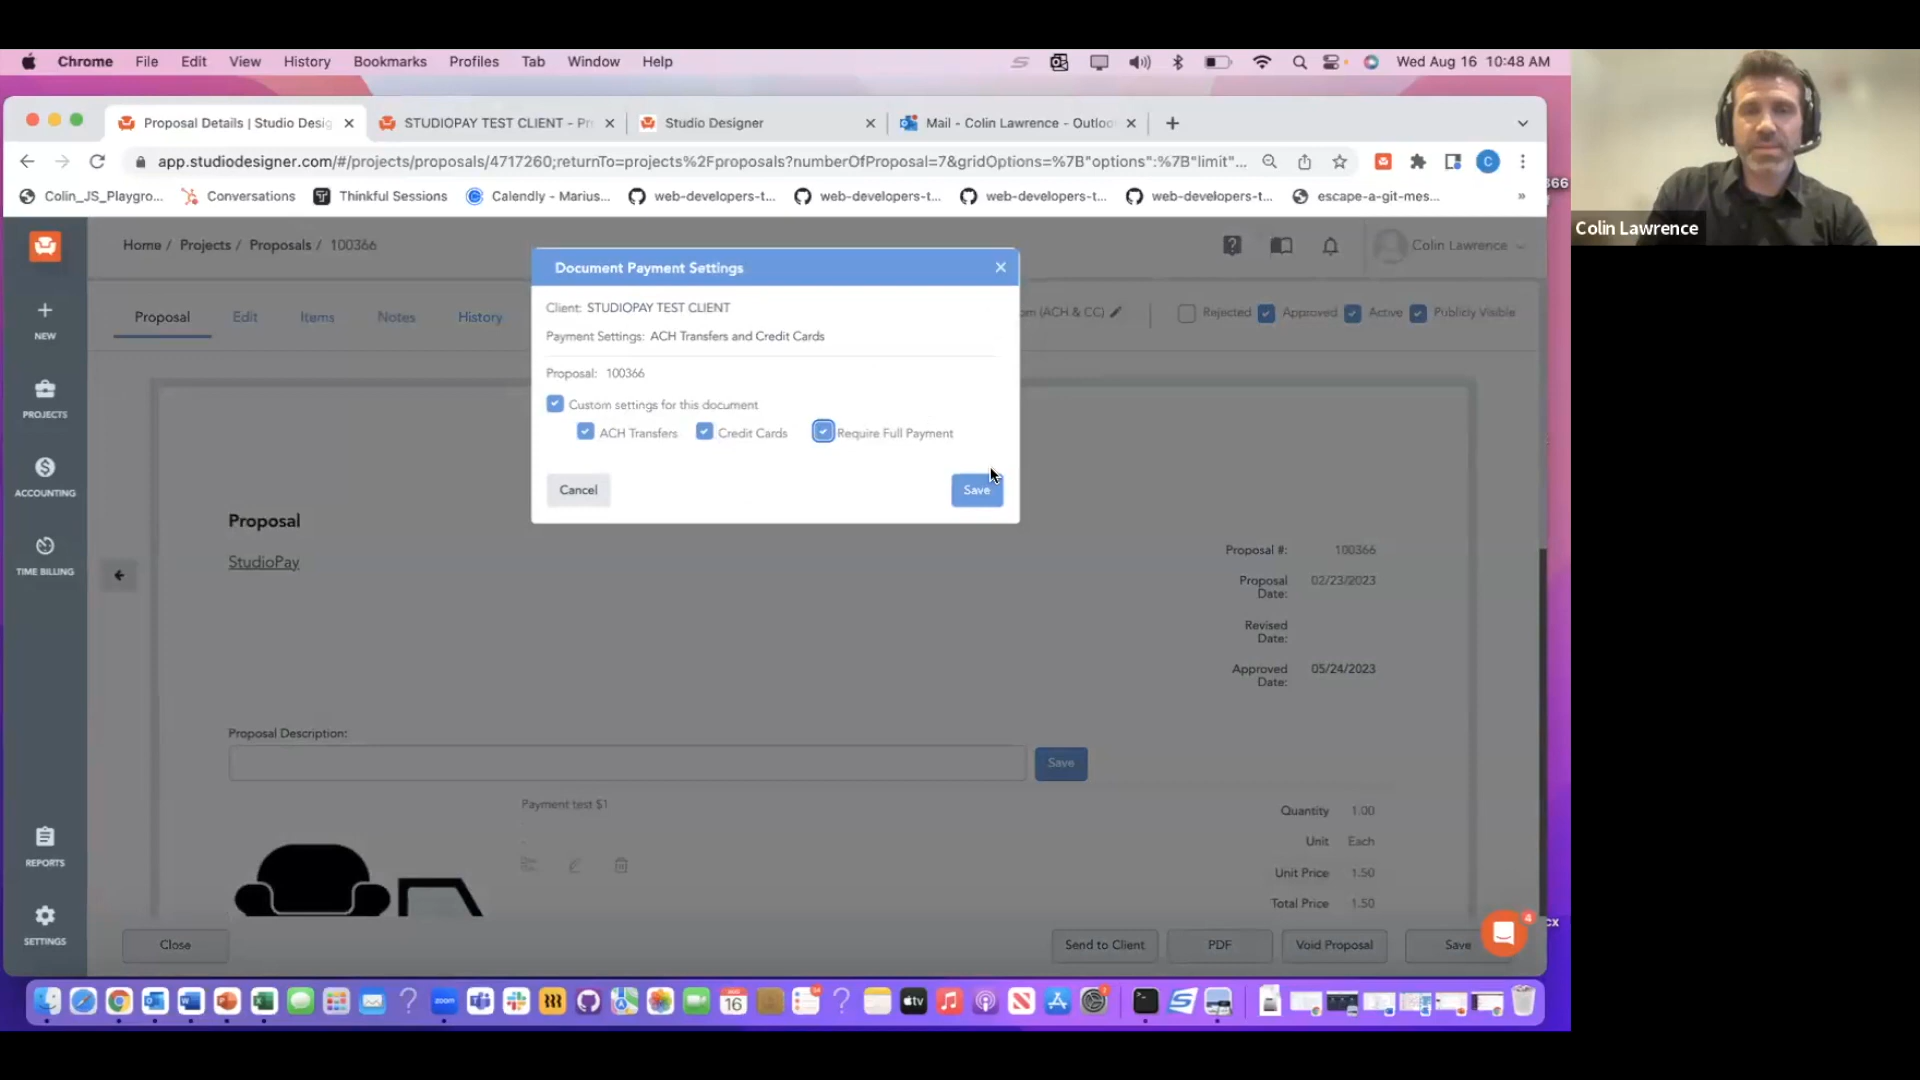 Chrome File Edit View History Bookmarks Profiles Tab Window Help Wed Aug 16 10:48 AM
Proposal Details | Studio Desig STUDIOPAY TEST CLIENT - Pr Studio Designer Mail - Colin Lawrence - Outloo
app.studiodesigner.com/#/projects/proposals/4717260;returnTo=projects%2Fproposals?numberOfProposal=7&gridOptions=%7B"options":%7B"limit"... C
Colin_JS_Playgro... Conversations Thinkful Sessions Calendly - Marius... web-developers-t... web-developers-t... web-developers-t... web-developers-t... escape-a-git-mes... »
Colin Lawrence
366
Home / Projects / Proposals / 100366
Colin Lawrence
Proposal Edit Items Notes History
om (ACH & CC) Rejected Approved Active Publicly Visible
NEW
PROJECTS
ACCOUNTING
TIME BILLING
REPORTS
SETTINGS
Document Payment Settings
Client: STUDIOPAY TEST CLIENT
Payment Settings: ACH Transfers and Credit Cards
Proposal: 100366
Custom settings for this document
ACH Transfers Credit Cards Require Full Payment
Cancel Save
Proposal
StudioPay
Proposal #: 100366
Proposal Date: 02/23/2023
Revised Date:
Approved Date: 05/24/2023
Proposal Description:
Save
Payment test $1
Quantity 1.00
Unit Each
Unit Price 1.50
Total Price 1.50
Close Send to Client PDF Void Proposal Save
4
cx
zoom
16
tv